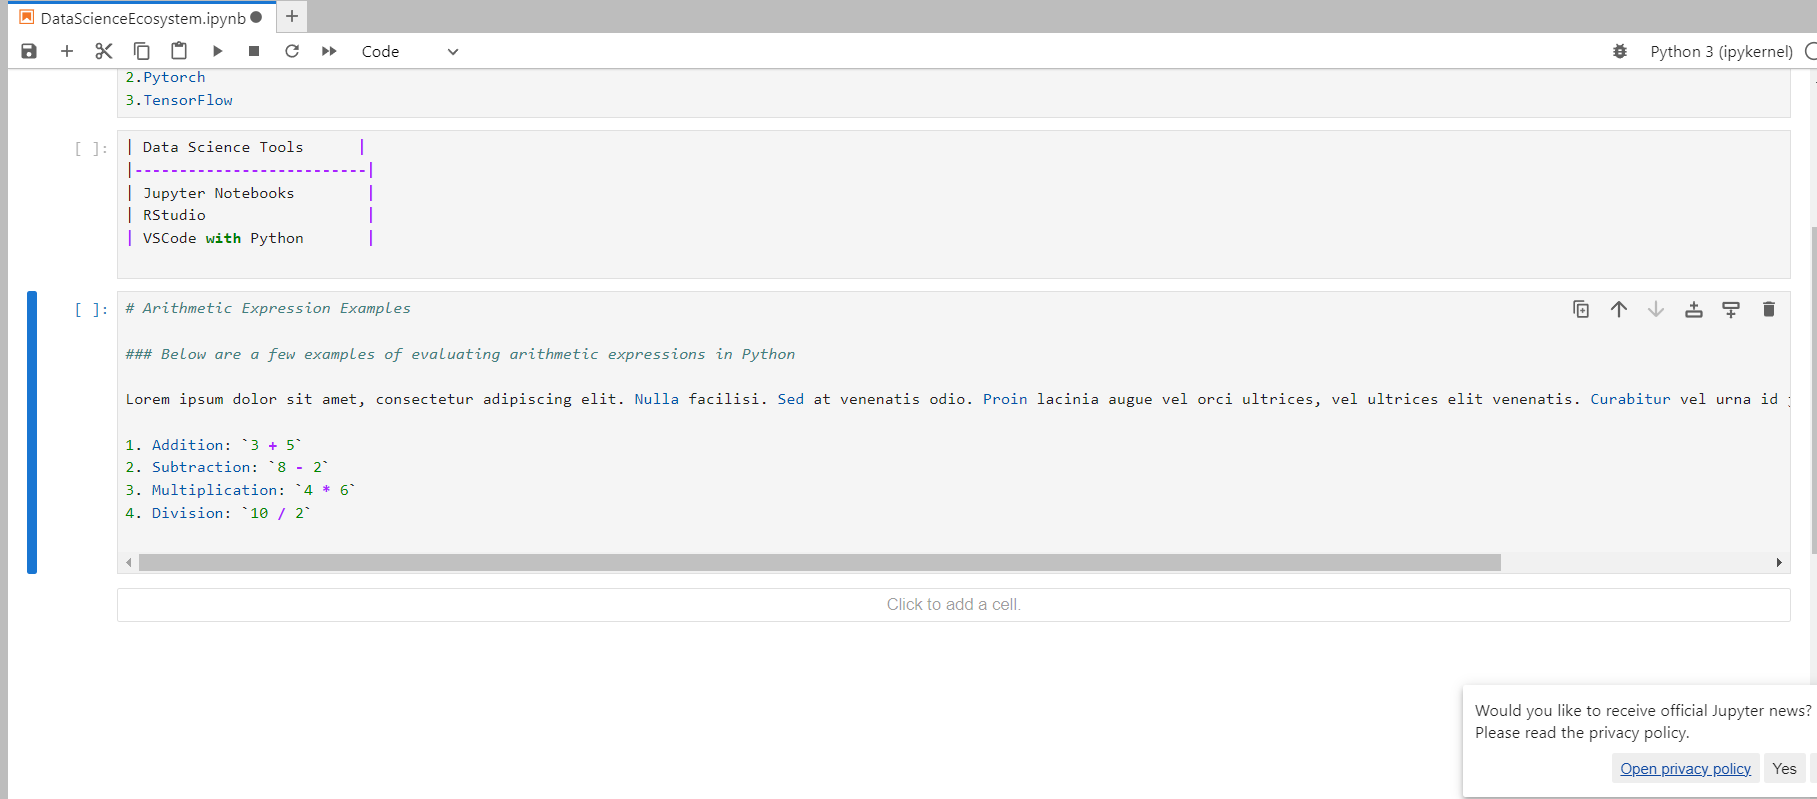 DataScienceEcosystem.ipynb
Code
Python 3 (ipykernel)
2.Pytorch
3.TensorFlow
[ ]:
| Data Science Tools      |
|--------------------------|
| Jupyter Notebooks        |
| RStudio                  |
| VSCode with Python       |
[ ]:
# Arithmetic Expression Examples
### Below are a few examples of evaluating arithmetic expressions in Python
Lorem ipsum dolor sit amet, consectetur adipiscing elit. Nulla facilisi. Sed at venenatis odio. Proin lacinia augue vel orci ultrices, vel ultrices elit venenatis. Curabitur vel urna id
1. Addition: `3 + 5`
2. Subtraction: `8 - 2`
3. Multiplication: `4 * 6`
4. Division: `10 / 2`
Click to add a cell.
Would you like to receive official Jupyter news?
Please read the privacy policy.
Open privacy policy
Yes